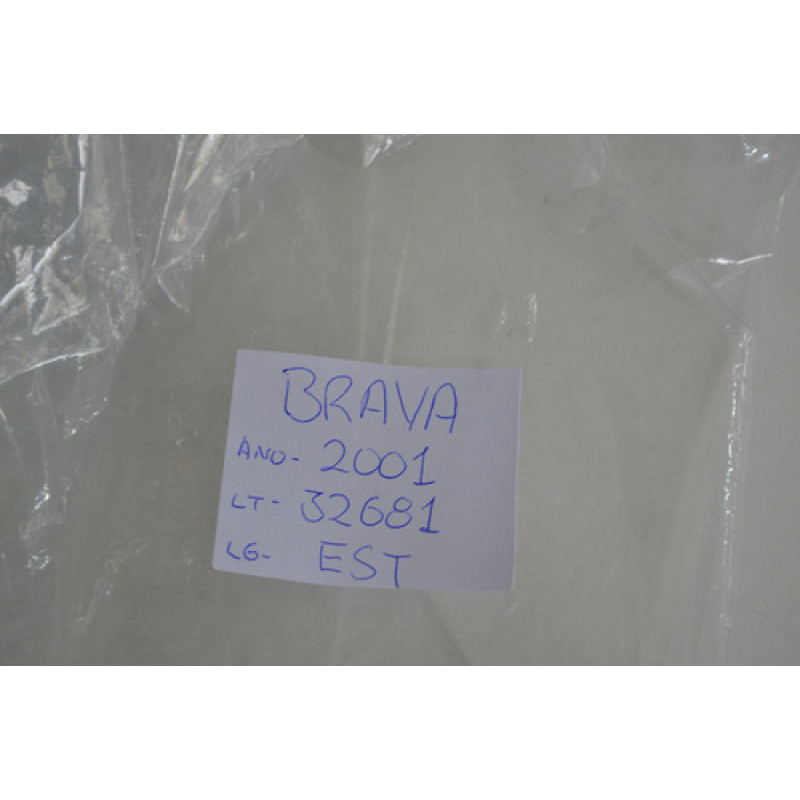 BRAVA
ANO- 2001
LT- 32681
LG- EST